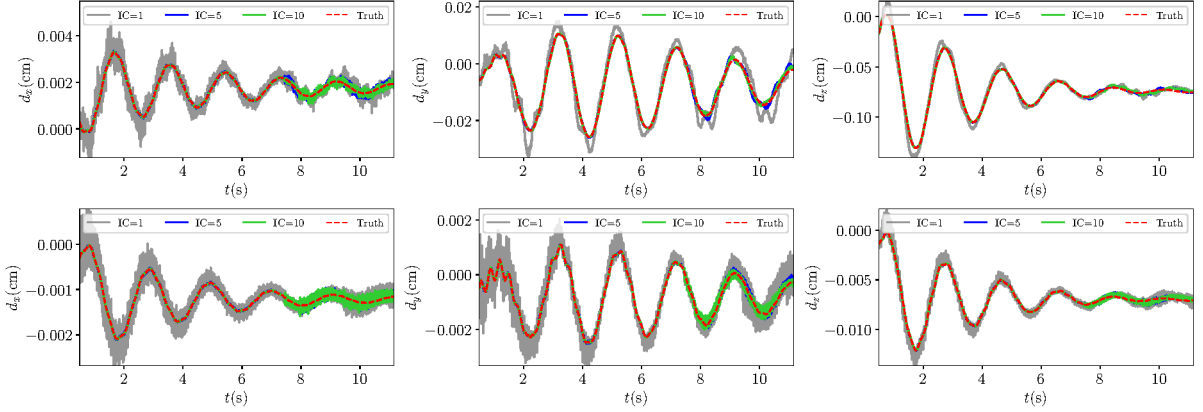 IC=1 IC=5 IC=10 Truth
0.004
0.002
0.000
d_x(cm)
2 4 6 8 10
t(s)
IC=1 IC=5 IC=10 Truth
0.02
0.00
−0.02
d_y(cm)
2 4 6 8 10
t(s)
IC=1 IC=5 IC=10 Truth
0.00
−0.05
−0.10
d_z(cm)
2 4 6 8 10
t(s)
IC=1 IC=5 IC=10 Truth
0.000
−0.001
−0.002
d_x(cm)
2 4 6 8 10
t(s)
IC=1 IC=5 IC=10 Truth
0.002
0.000
−0.002
d_y(cm)
2 4 6 8 10
t(s)
IC=1 IC=5 IC=10 Truth
0.000
−0.005
−0.010
d_z(cm)
2 4 6 8 10
t(s)